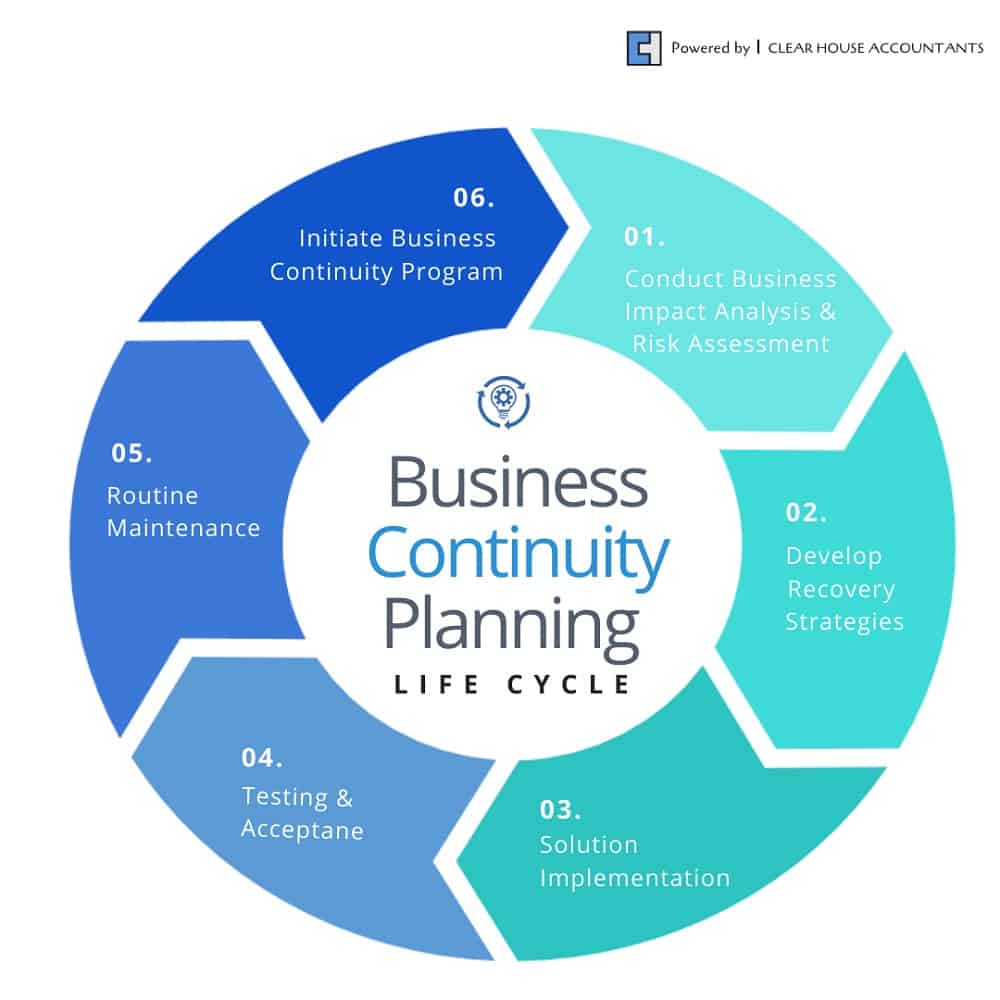 Powered by | CLEAR HOUSE ACCOUNTANTS
Business
Continuity
Planning
LIFE CYCLE
01.
Conduct Business
Impact Analysis &
Risk Assessment
02.
Develop
Recovery
Strategies
03.
Solution
Implementation
04.
Testing &
Acceptane
05.
Routine
Maintenance
06.
Initiate Business
Continuity Program